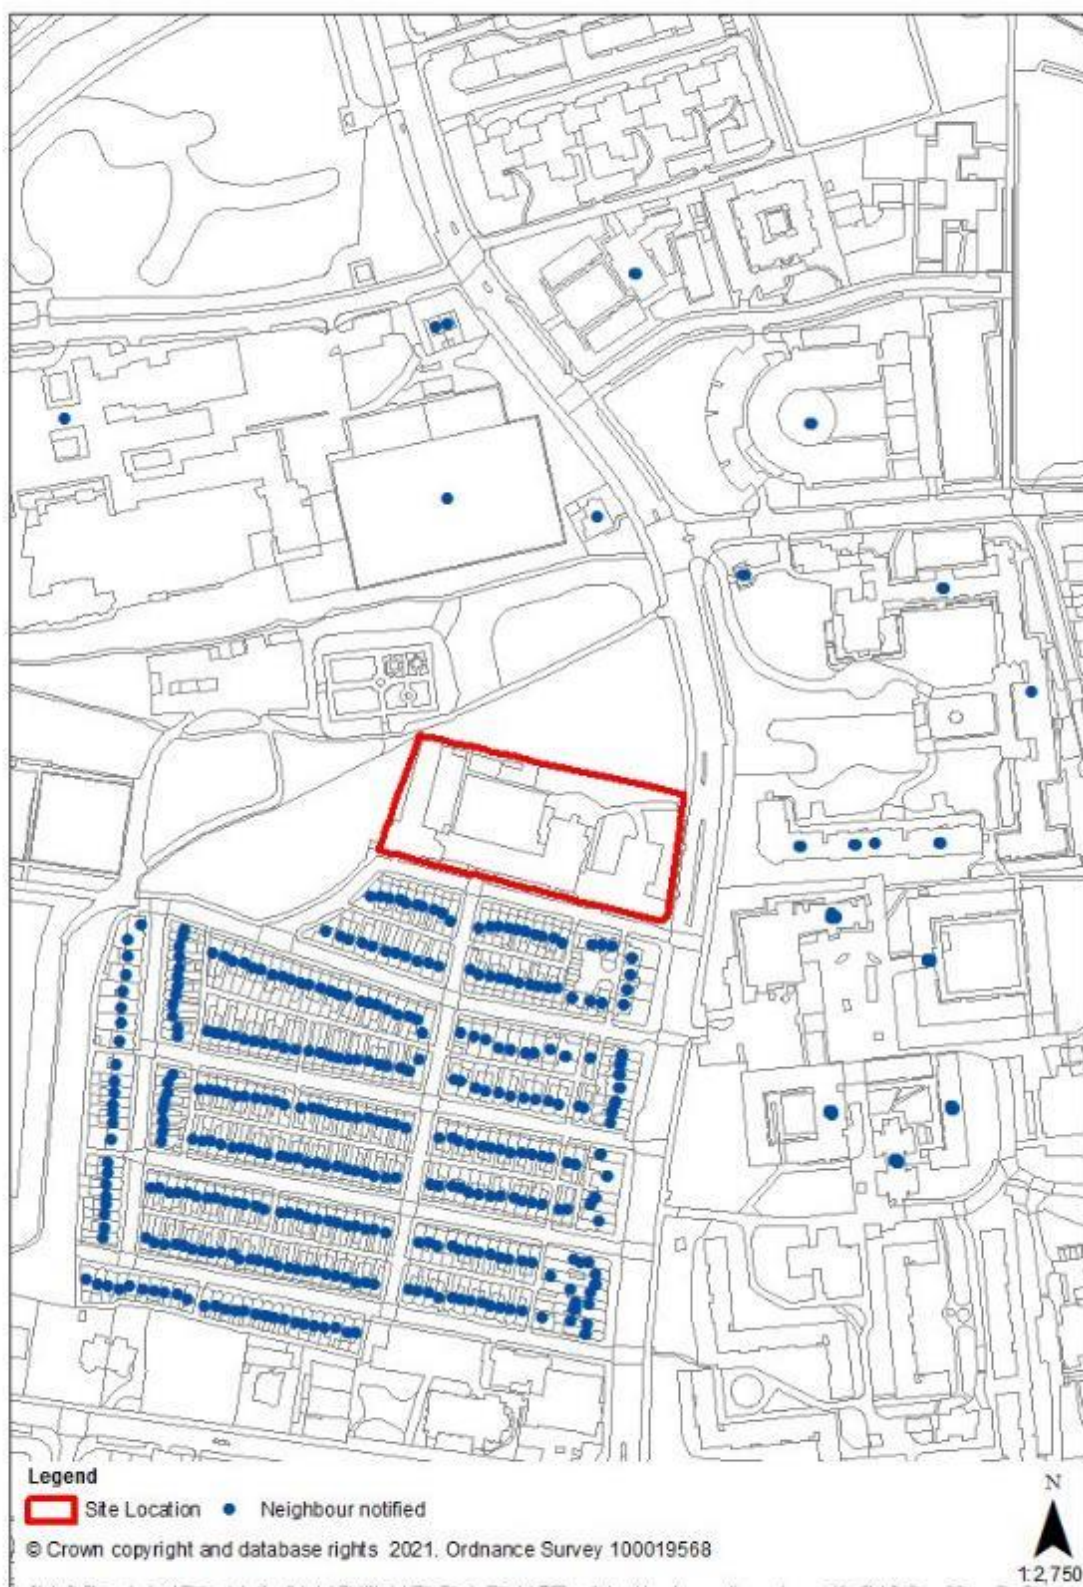 Legend
Site Location Neighbour notified
© Crown copyright and database rights 2021. Ordnance Survey 100019568
N
1:2,750